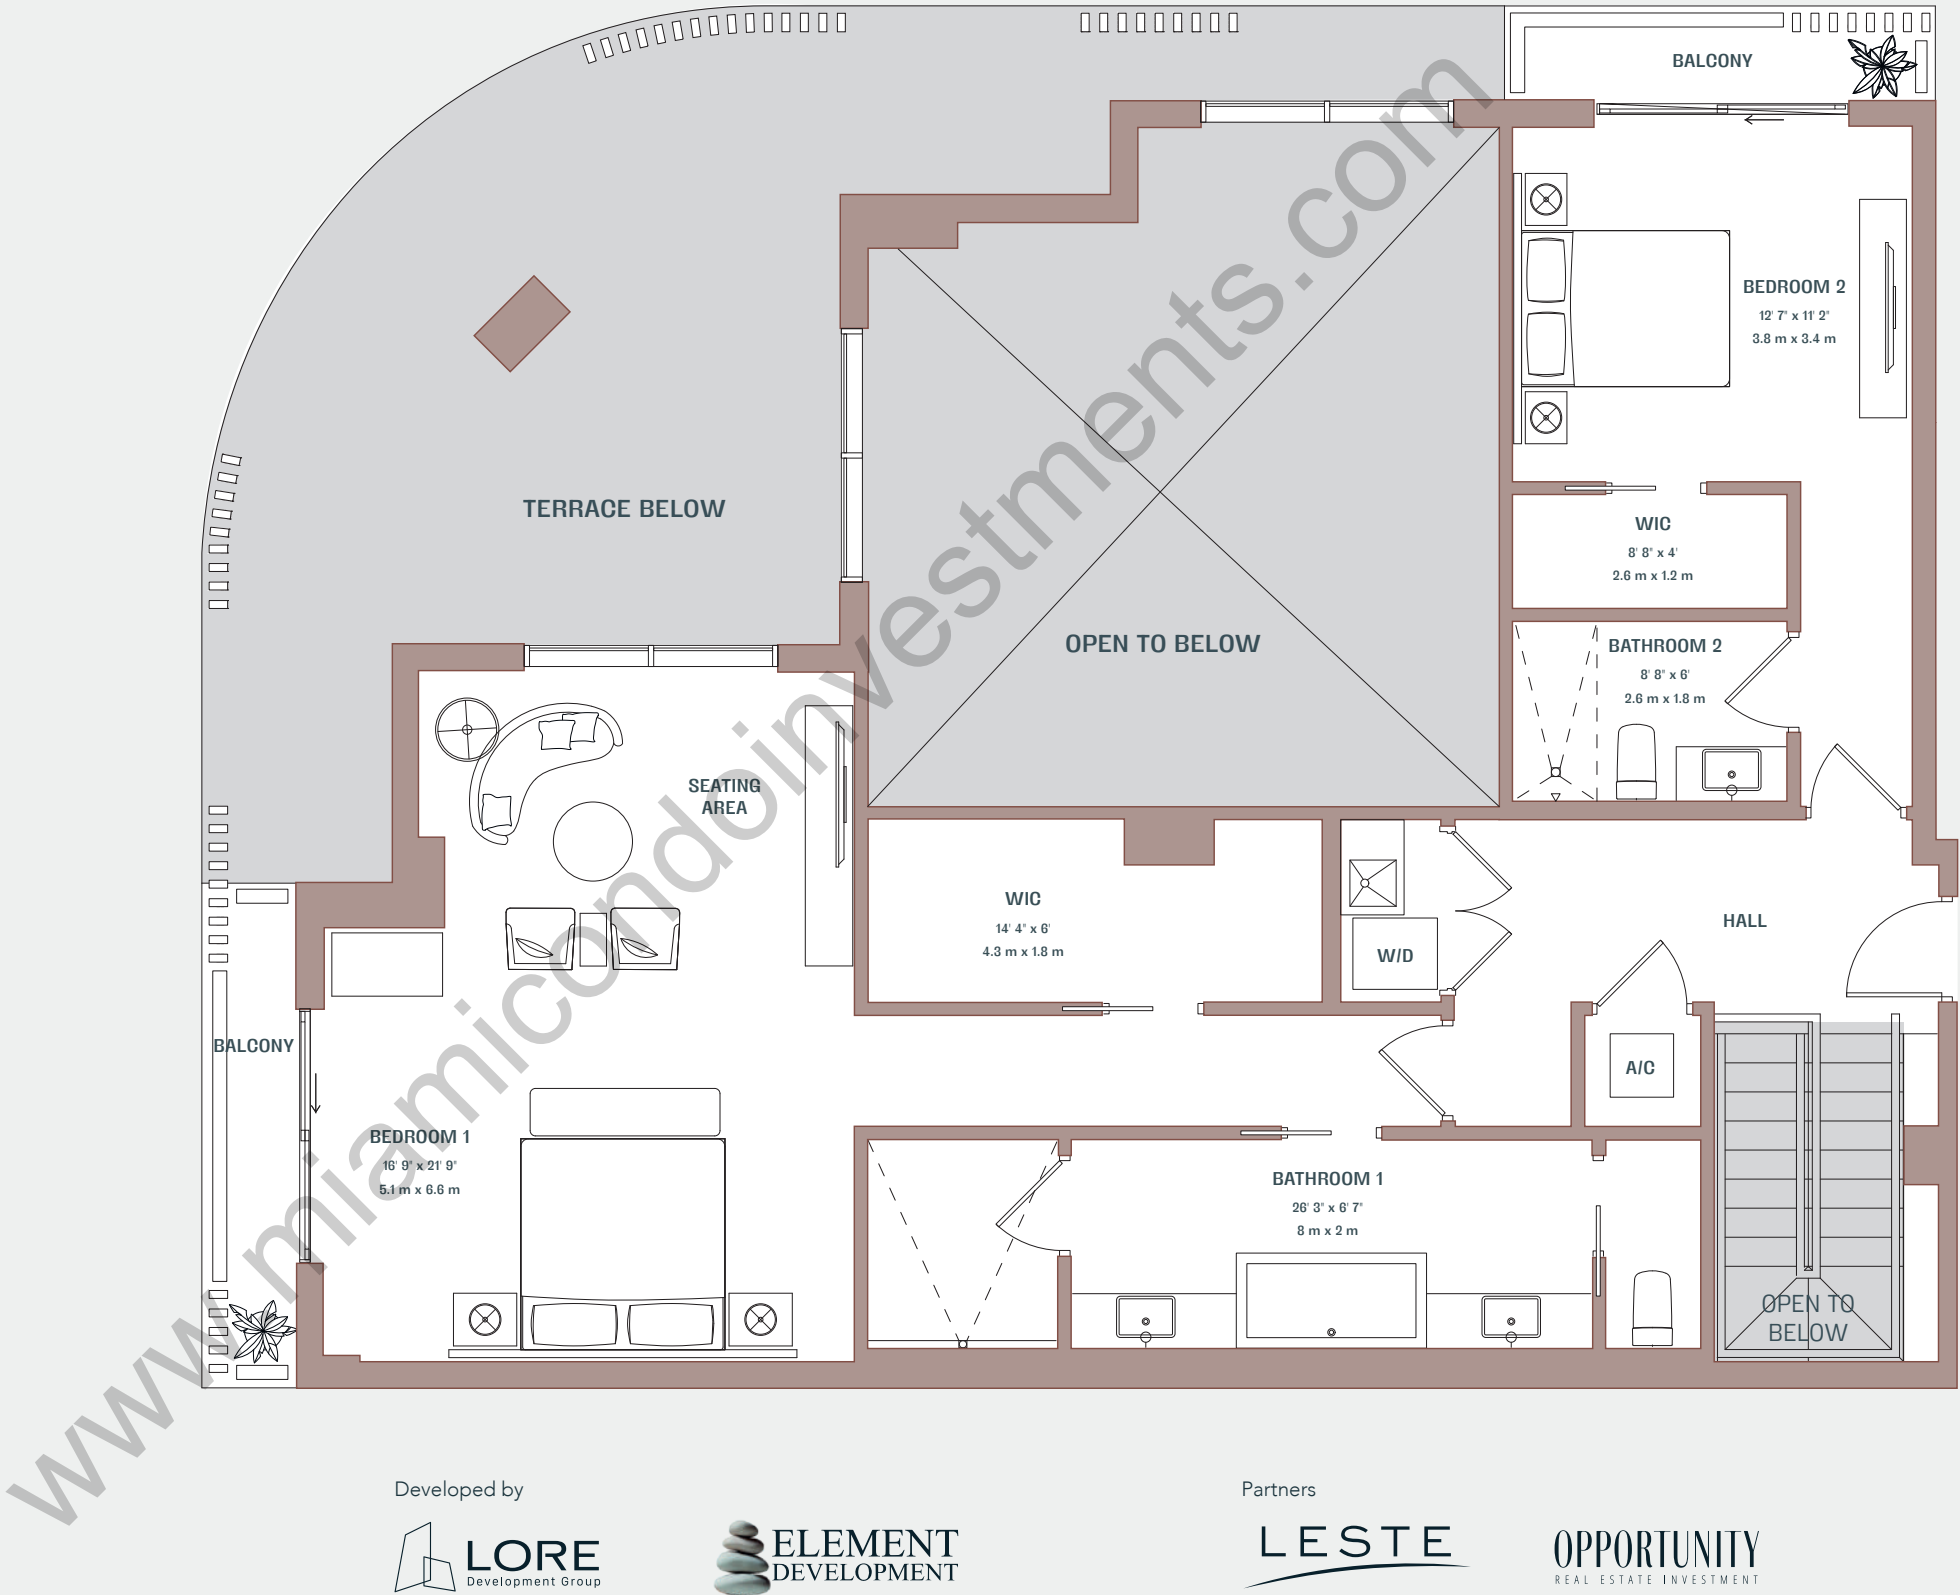 BALCONY
BEDROOM 2
12' 7" x 11' 2"
3.8 m x 3.4 m
TERRACE BELOW
WIC
8' 8" x 4'
2.6 m x 1.2 m
OPEN TO BELOW
BATHROOM 2
8' 8" x 6'
2.6 m x 1.8 m
SEATING
AREA
WIC
14' 4" x 6'
4.3 m x 1.8 m
W/D
HALL
BALCONY
A/C
BEDROOM 1
16' 9" x 21' 9"
5.1 m x 6.6 m
BATHROOM 1
26' 3" x 6' 7"
8 m x 2 m
OPEN TO
BELOW
www.miamicondoinvestments.com
Developed by
Partners
LORE
Development Group
ELEMENT
DEVELOPMENT
LESTE
OPPORTUNITY
REAL ESTATE INVESTMENT